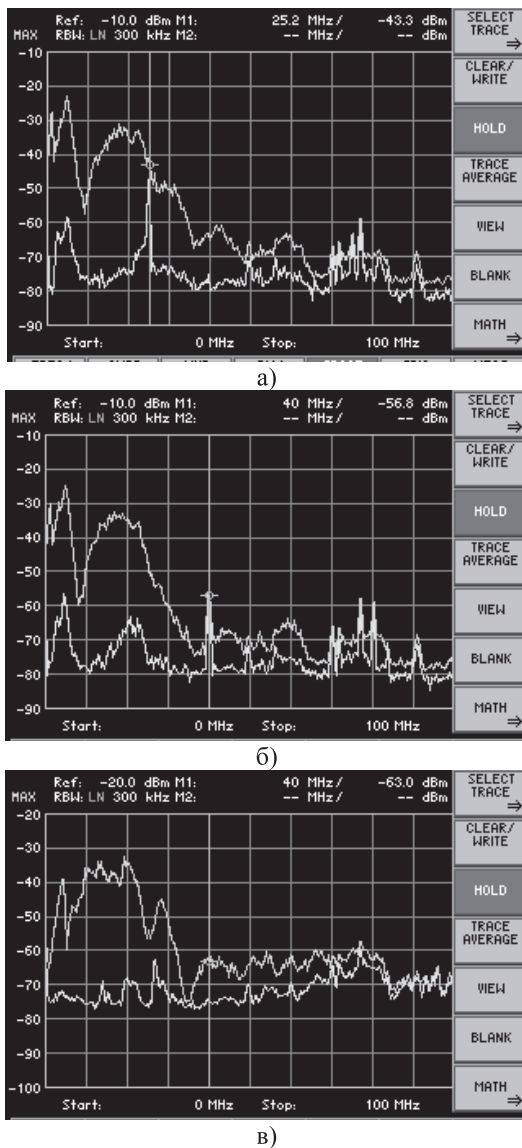 Ref: -10.0 dBm M1: 25.2 MHz/ -43.3 dBm
MAX RBW: LN 300 kHz M2: -- MHz/ -- dBm
-10
-20
-30
-40
-50
-60
-70
-80
-90
Start: 0 MHz Stop: 100 MHz
SELECT
TRACE
⇒
CLEAR/
WRITE
HOLD
TRACE
AVERAGE
VIEW
BLANK
MATH
⇒
а)
Ref: -10.0 dBm M1: 40 MHz/ -56.8 dBm
MAX RBW: LN 300 kHz M2: -- MHz/ -- dBm
-10
-20
-30
-40
-50
-60
-70
-80
-90
Start: 0 MHz Stop: 100 MHz
SELECT
TRACE
⇒
CLEAR/
WRITE
HOLD
TRACE
AVERAGE
VIEW
BLANK
MATH
⇒
б)
Ref: -20.0 dBm M1: 40 MHz/ -63.0 dBm
MAX RBW: LN 300 kHz M2: -- MHz/ -- dBm
-20
-30
-40
-50
-60
-70
-80
-90
-100
Start: 0 MHz Stop: 100 MHz
SELECT
TRACE
⇒
CLEAR/
WRITE
HOLD
TRACE
AVERAGE
VIEW
BLANK
MATH
⇒
в)